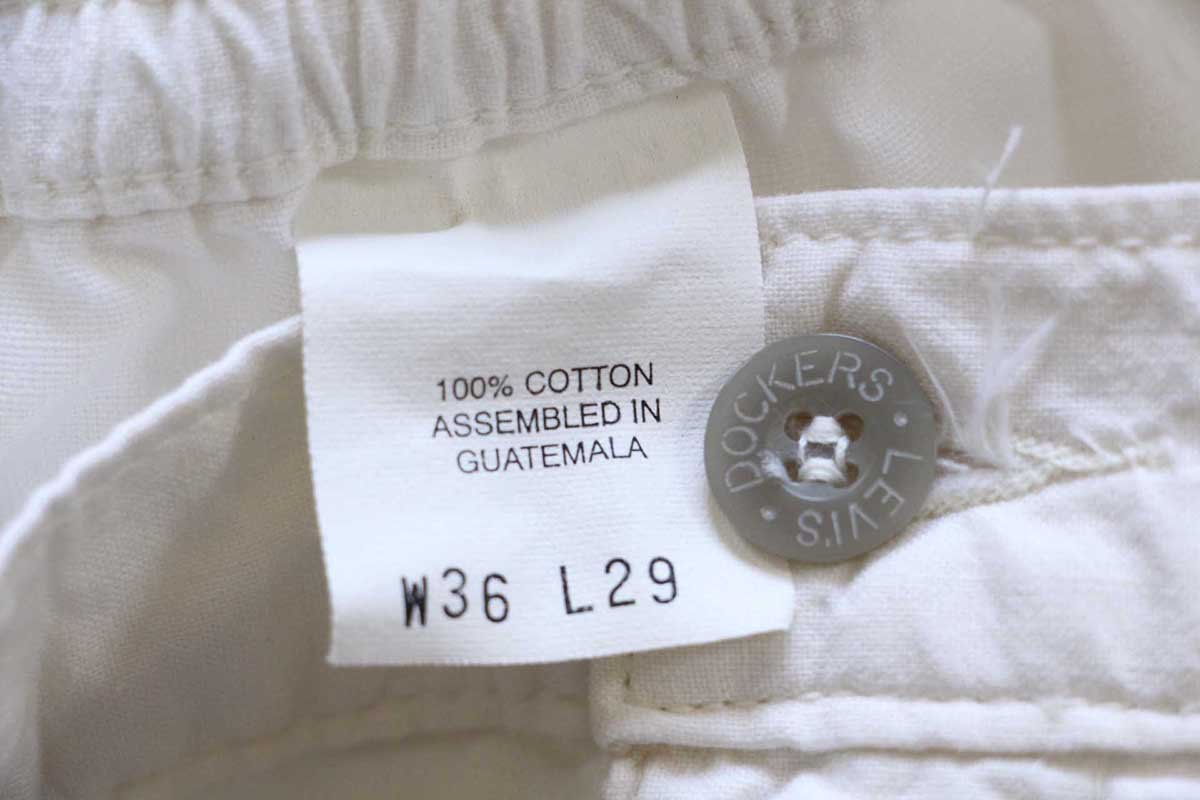 100% COTTON
ASSEMBLED IN
GUATEMALA
W36 L29
DOCKERS • LEVI'S •